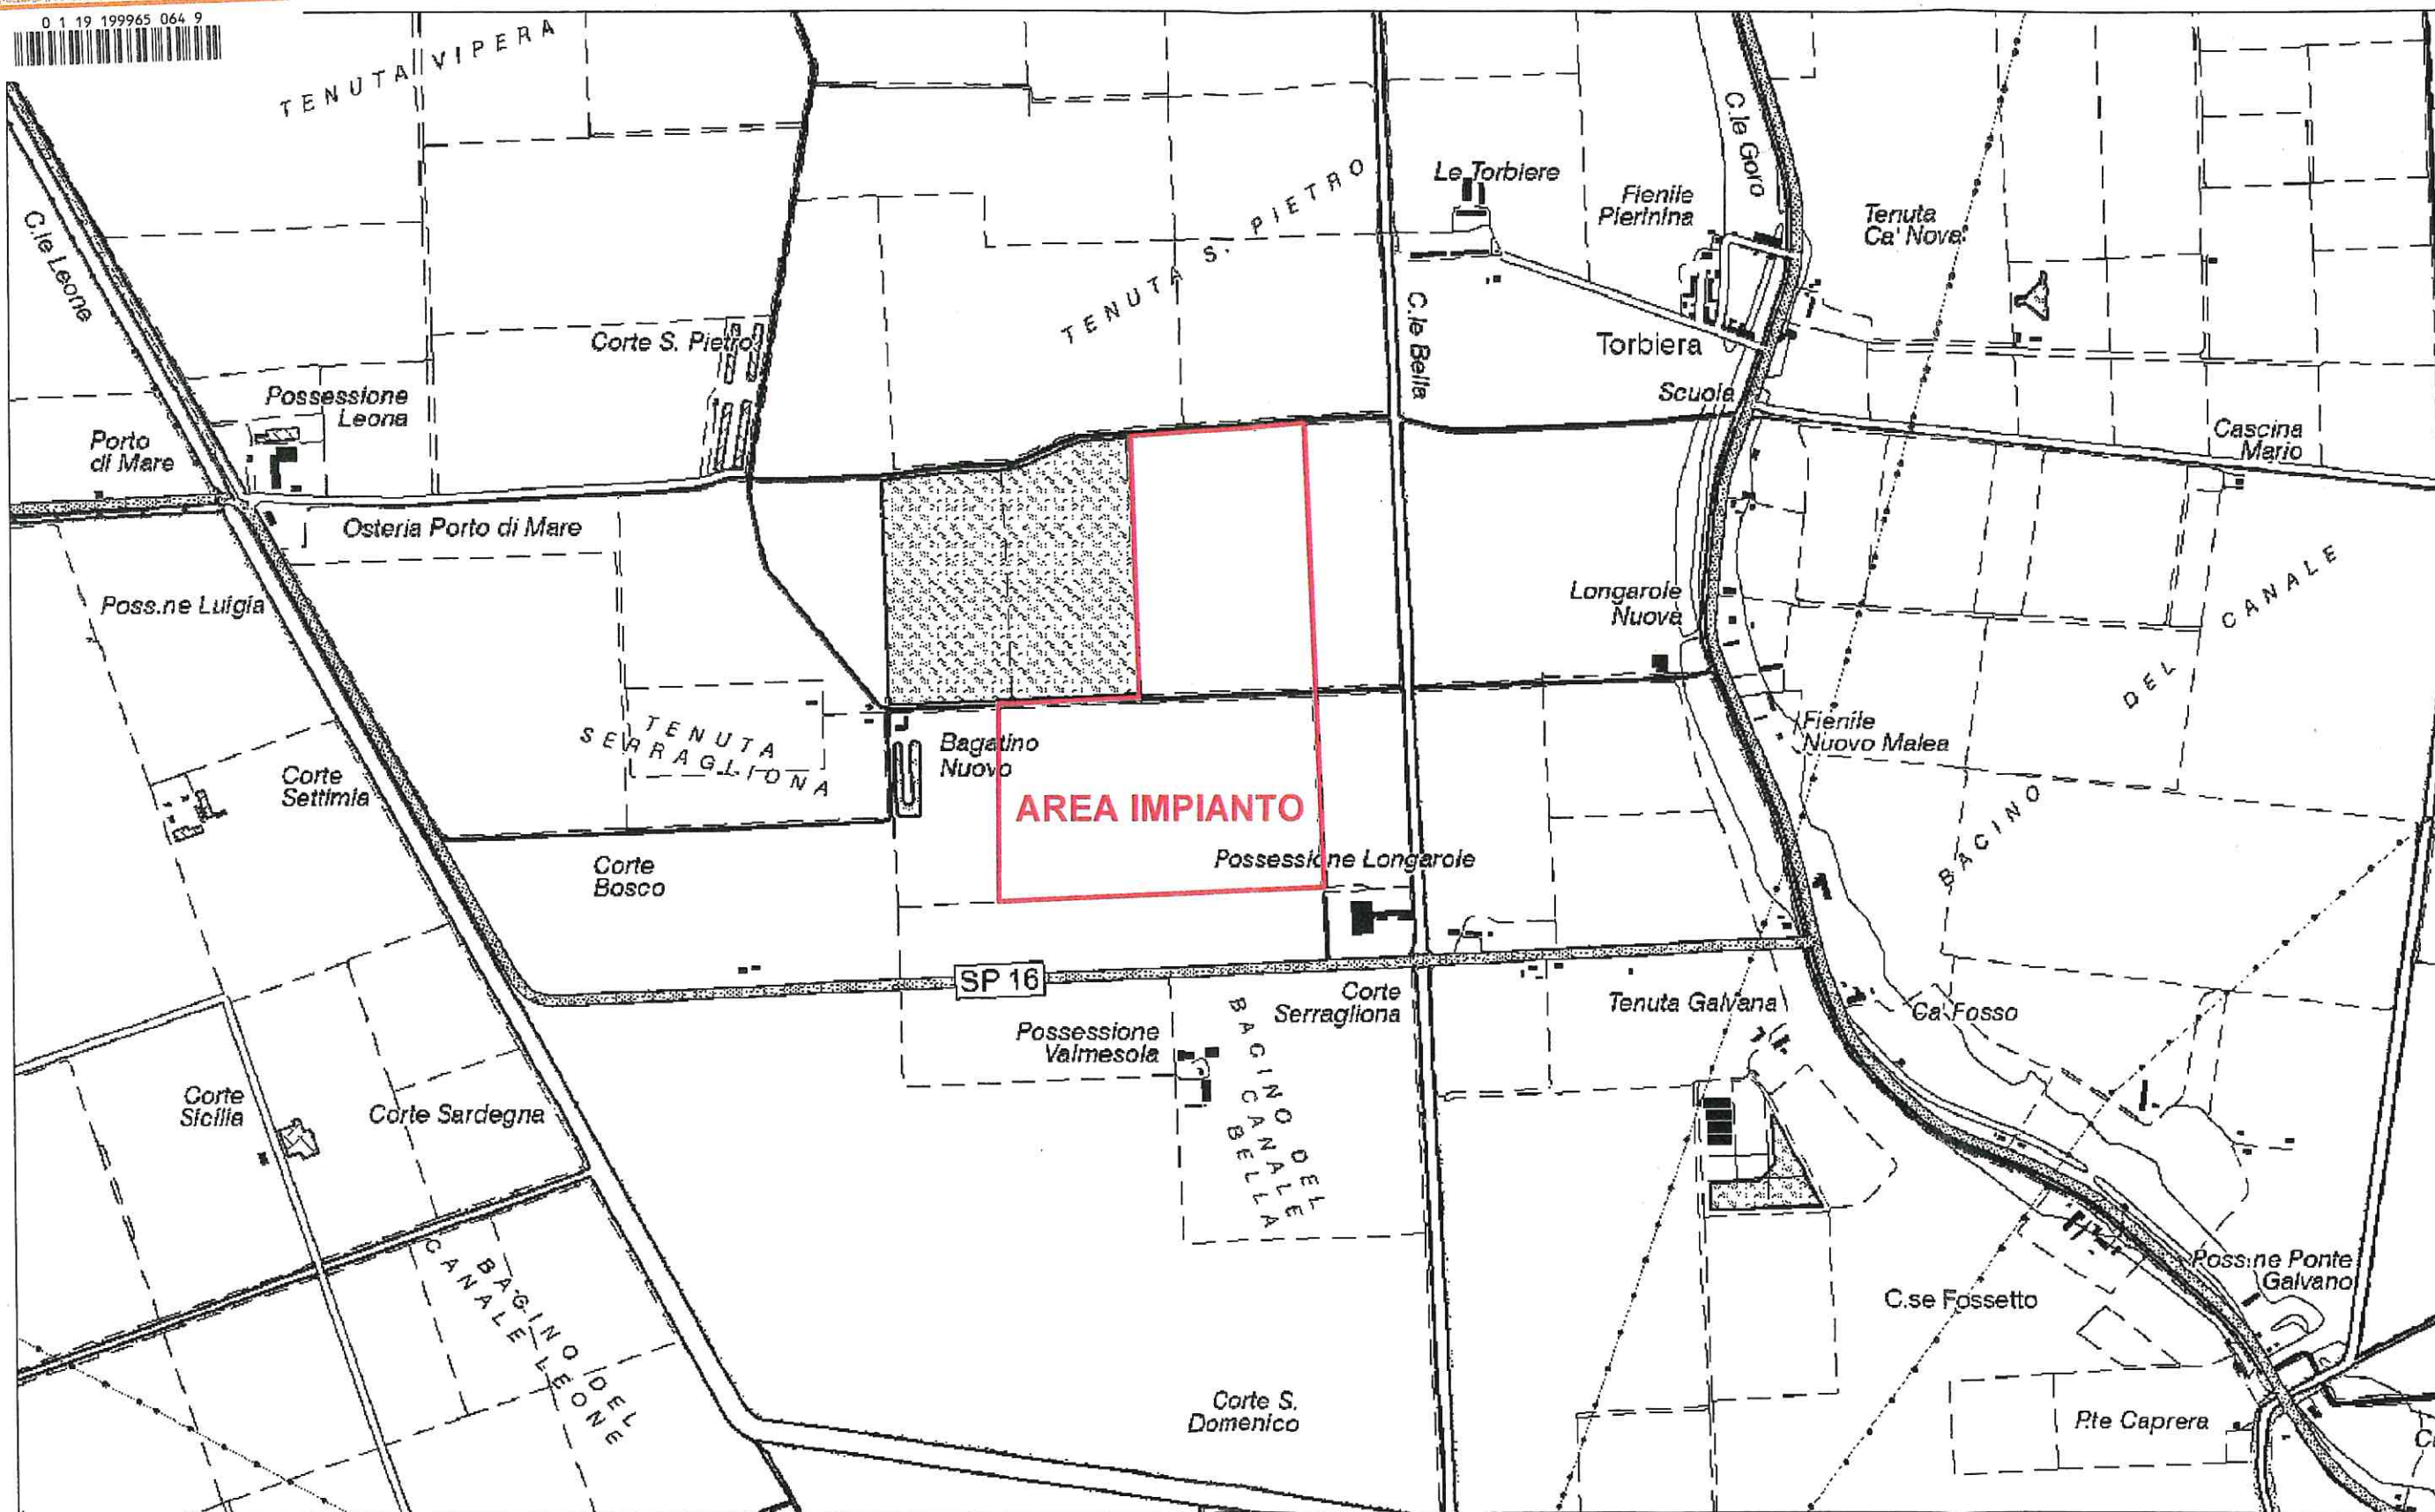 0 1 19 199965 064 9
TENUTA VIPERA
C.le Goro
C.le Leone
TENUTA S. PIETRO
Le Torbiere
Fienile
Pierinina
Tenuta
Ca' Nova
Corte S. Pietro
C.le Bella
Torbiera
Scuola
Possessione
Leona
Porto
di Mare
Cascina
Mario
Osteria Porto di Mare
Poss.ne Luigia
Longarole
Nuova
BACINO DEL CANALE
TENUTA
SERRAGLIONA
Bagatino
Nuovo
Fienile
Nuovo Malea
Corte
Settimia
AREA IMPIANTO
Corte
Bosco
Possessione Longarole
SP 16
Corte
Serragliona
Tenuta Galvana
Ca' Fosso
Possessione
Valmesola
BACINO DEL
CANALE
BELLA
Corte
Sicilia
Corte Sardegna
BACINO DEL
CANALE LEONE
Poss.ne Ponte
Galvano
C.se Fossetto
Corte S.
Domenico
P.te Caprera